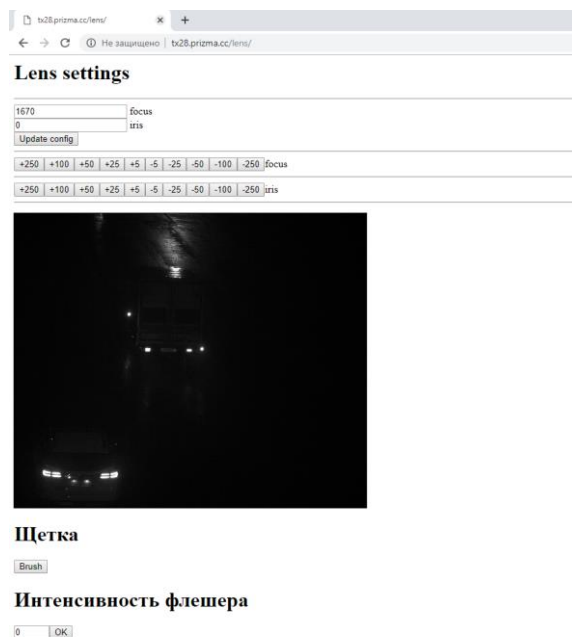 tx28.prizma.cc/lens/
Не защищено | tx28.prizma.cc/lens/
Lens settings
1670 focus
0 iris
Update config
+250 +100 +50 +25 +5 -5 -25 -50 -100 -250 focus
+250 +100 +50 +25 +5 -5 -25 -50 -100 -250 iris
Щетка
Brush
Интенсивность флешера
0 OK